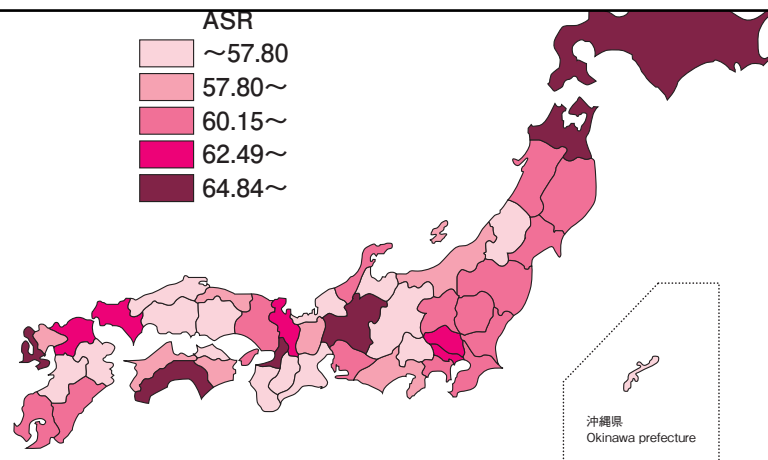 ASR
～57.80
57.80～
60.15～
62.49～
64.84～
沖縄県
Okinawa prefecture